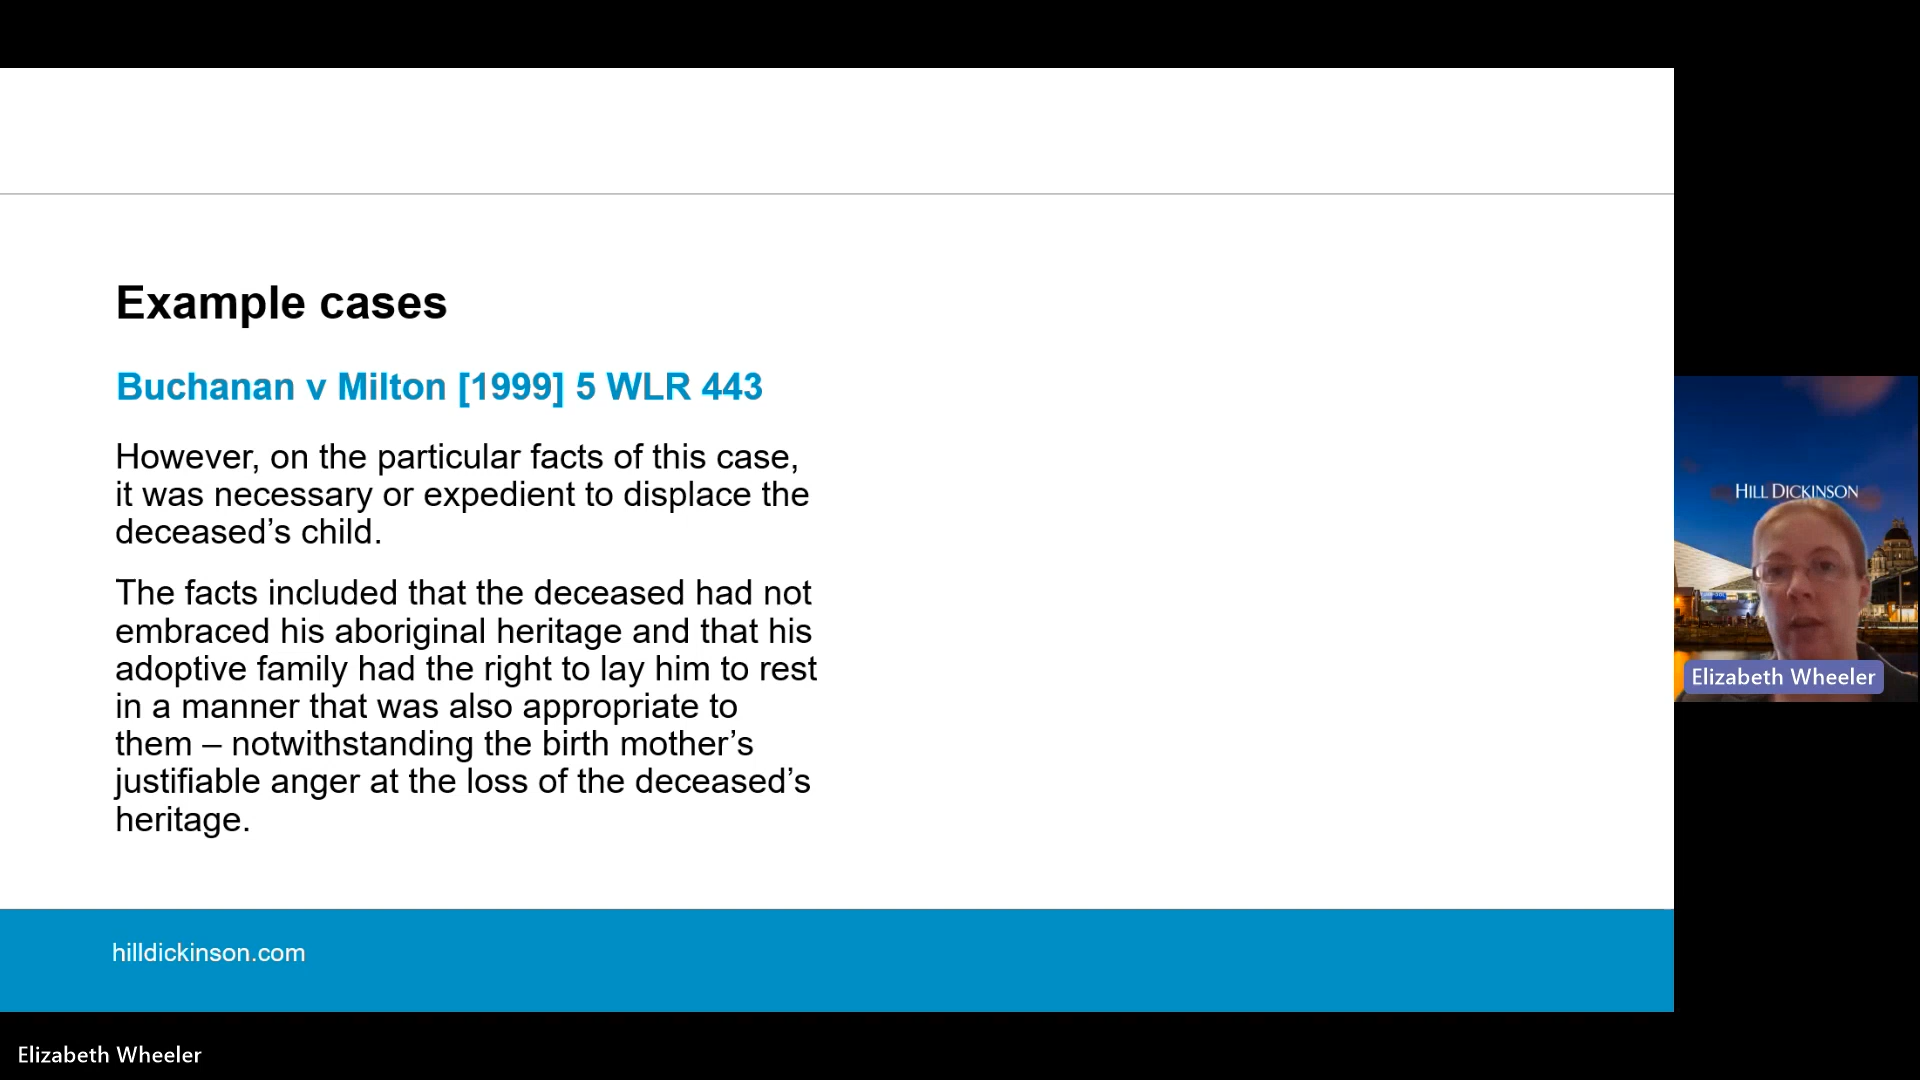 Example cases
Buchanan v Milton [1999] 5 WLR 443
However, on the particular facts of this case,
it was necessary or expedient to displace the
deceased’s child.
The facts included that the deceased had not
embraced his aboriginal heritage and that his
adoptive family had the right to lay him to rest
in a manner that was also appropriate to
them – notwithstanding the birth mother’s
justifiable anger at the loss of the deceased’s
heritage.
hilldickinson.com
HILL DICKINSON
Elizabeth Wheeler
Elizabeth Wheeler